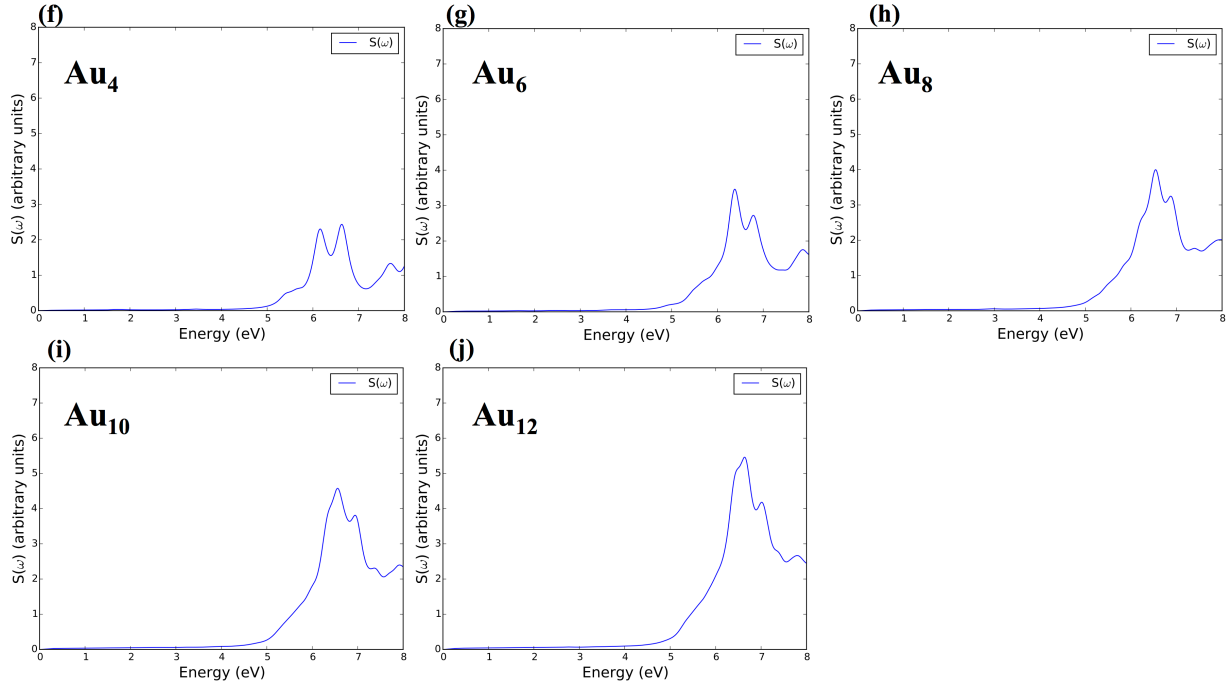 (f)
8
7
6
5
4
3
2
1
0
S(ω) (arbitrary units)
S(ω)
Au4
0 1 2 3 4 5 6 7 8
Energy (eV)
(g)
8
7
6
5
4
3
2
1
0
S(ω) (arbitrary units)
S(ω)
Au6
0 1 2 3 4 5 6 7 8
Energy (eV)
(h)
8
7
6
5
4
3
2
1
0
S(ω) (arbitrary units)
S(ω)
Au8
0 1 2 3 4 5 6 7 8
Energy (eV)
(i)
8
7
6
5
4
3
2
1
0
S(ω) (arbitrary units)
S(ω)
Au10
0 1 2 3 4 5 6 7 8
Energy (eV)
(j)
8
7
6
5
4
3
2
1
0
S(ω) (arbitrary units)
S(ω)
Au12
0 1 2 3 4 5 6 7 8
Energy (eV)